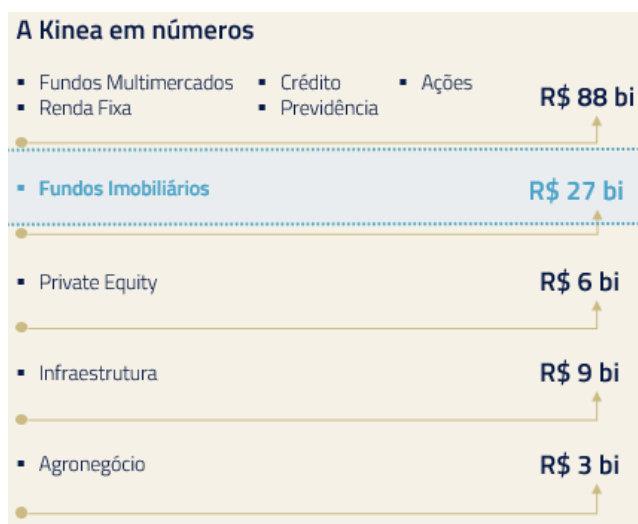 A Kinea em números
▪ Fundos Multimercados ▪ Crédito ▪ Ações
▪ Renda Fixa ▪ Previdência
R$ 88 bi
▪ Fundos Imobiliários R$ 27 bi
▪ Private Equity R$ 6 bi
▪ Infraestrutura R$ 9 bi
▪ Agronegócio R$ 3 bi